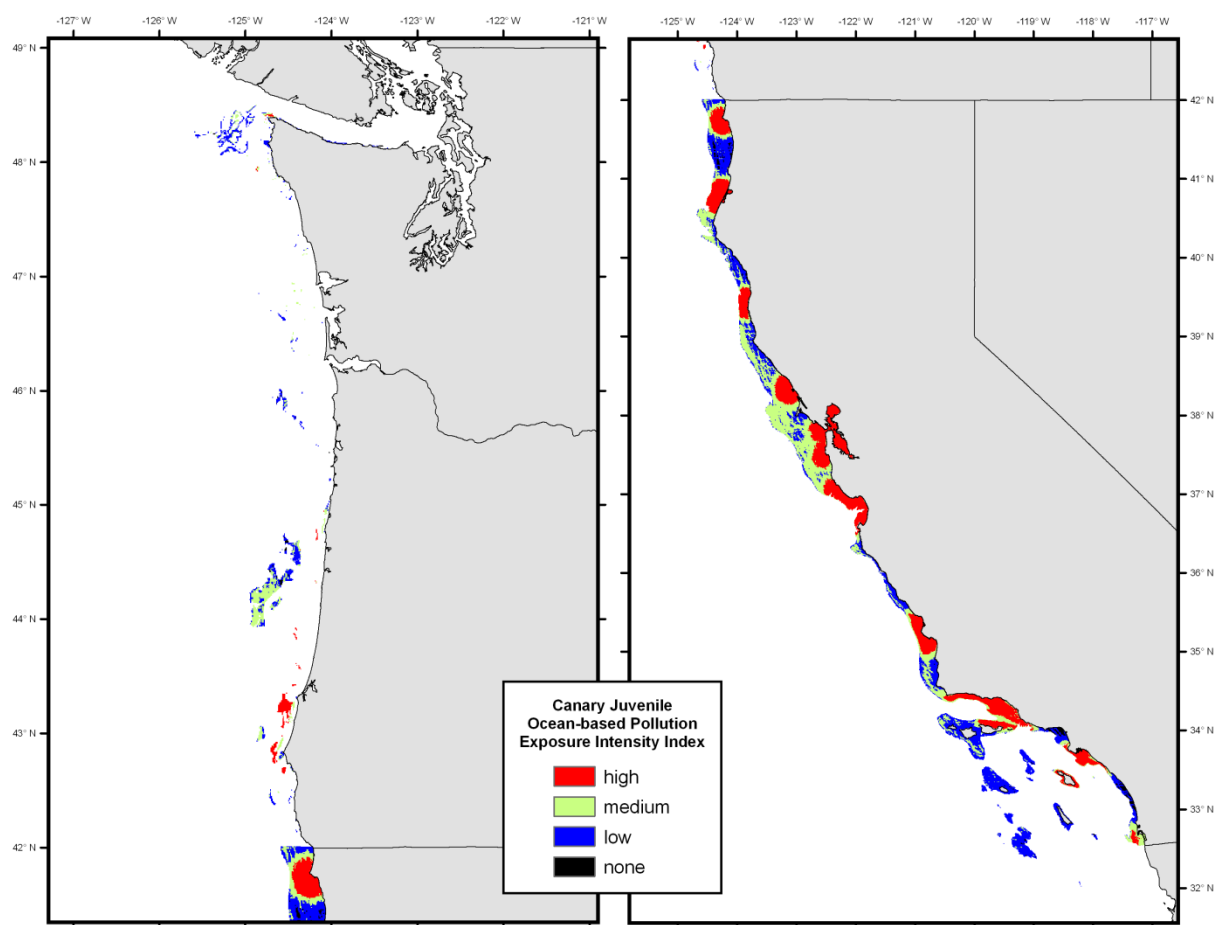 -127° W -126° W -125° W -124° W -123° W -122° W -121° W
-125° W -124° W -123° W -122° W -121° W -120° W -119° W -118° W -117° W
49° N
48° N
47° N
46° N
45° N
44° N
43° N
42° N
42° N
41° N
40° N
39° N
38° N
37° N
36° N
35° N
34° N
33° N
32° N
Canary Juvenile
Ocean-based Pollution
Exposure Intensity Index
high
medium
low
none